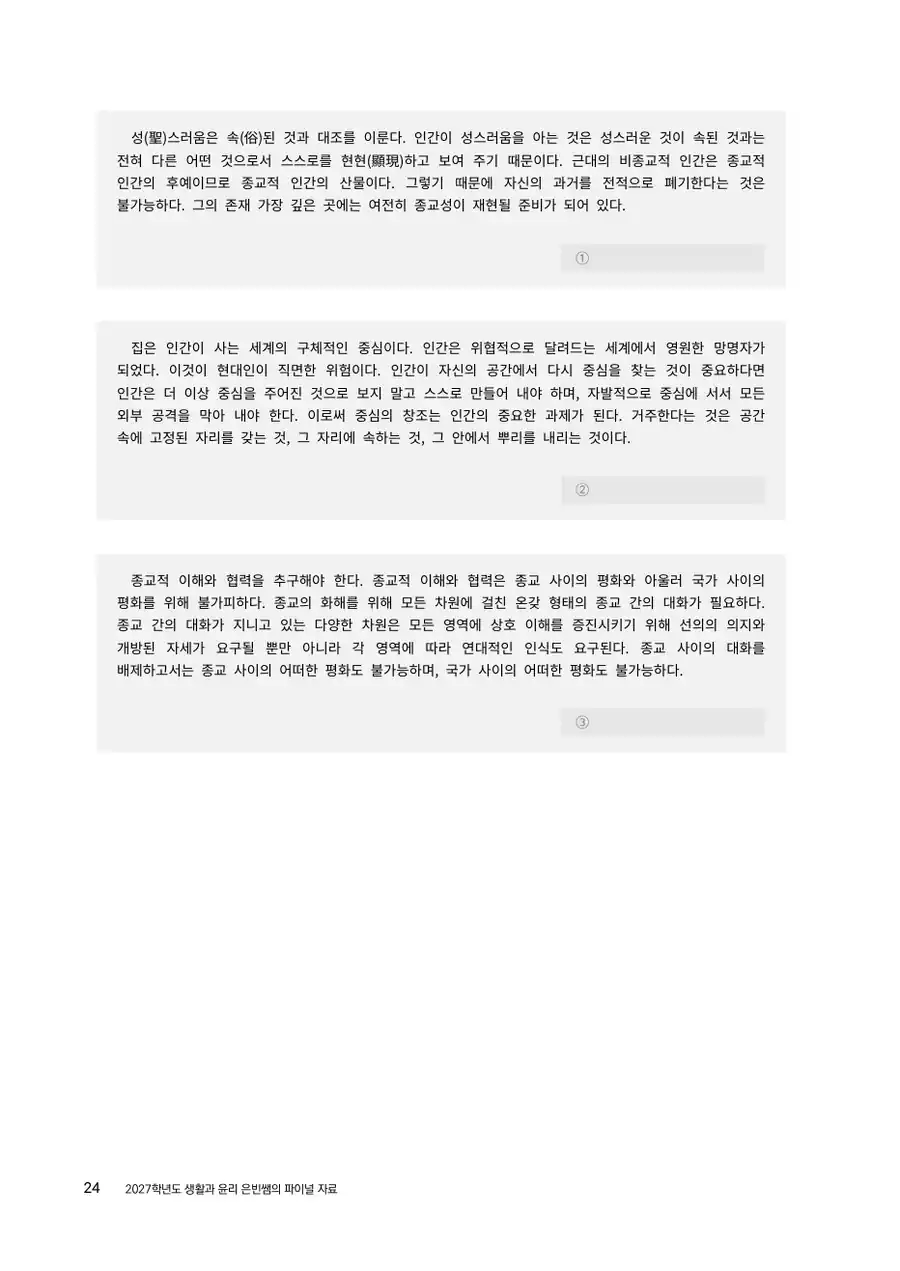 성(聖)스러움은 속(俗)된 것과 대조를 이룬다. 인간이 성스러움을 아는 것은 성스러운 것이 속된 것과는
전혀 다른 어떤 것으로서 스스로를 현현(顯現)하고 보여 주기 때문이다. 근대의 비종교적 인간은 종교적
인간의 후예이므로 종교적 인간의 산물이다. 그렇기 때문에 자신의 과거를 전적으로 폐기한다는 것은
불가능하다. 그의 존재 가장 깊은 곳에는 여전히 종교성이 재현될 준비가 되어 있다.
①
집은 인간이 사는 세계의 구체적인 중심이다. 인간은 위협적으로 달려드는 세계에서 영원한 망명자가
되었다. 이것이 현대인이 직면한 위험이다. 인간이 자신의 공간에서 다시 중심을 찾는 것이 중요하다면
인간은 더 이상 중심을 주어진 것으로 보지 말고 스스로 만들어 내야 하며, 자발적으로 중심에 서서 모든
외부 공격을 막아 내야 한다. 이로써 중심의 창조는 인간의 중요한 과제가 된다. 거주한다는 것은 공간
속에 고정된 자리를 갖는 것, 그 자리에 속하는 것, 그 안에서 뿌리를 내리는 것이다.
②
종교적 이해와 협력을 추구해야 한다. 종교적 이해와 협력은 종교 사이의 평화와 아울러 국가 사이의
평화를 위해 불가피하다. 종교의 화해를 위해 모든 차원에 걸친 온갖 형태의 종교 간의 대화가 필요하다.
종교 간의 대화가 지니고 있는 다양한 차원은 모든 영역에 상호 이해를 증진시키기 위해 선의의 의지와
개방된 자세가 요구될 뿐만 아니라 각 영역에 따라 연대적인 인식도 요구된다. 종교 사이의 대화를
배제하고서는 종교 사이의 어떠한 평화도 불가능하며, 국가 사이의 어떠한 평화도 불가능하다.
③
24 2027학년도 생활과 윤리 은빈쌤의 파이널 자료